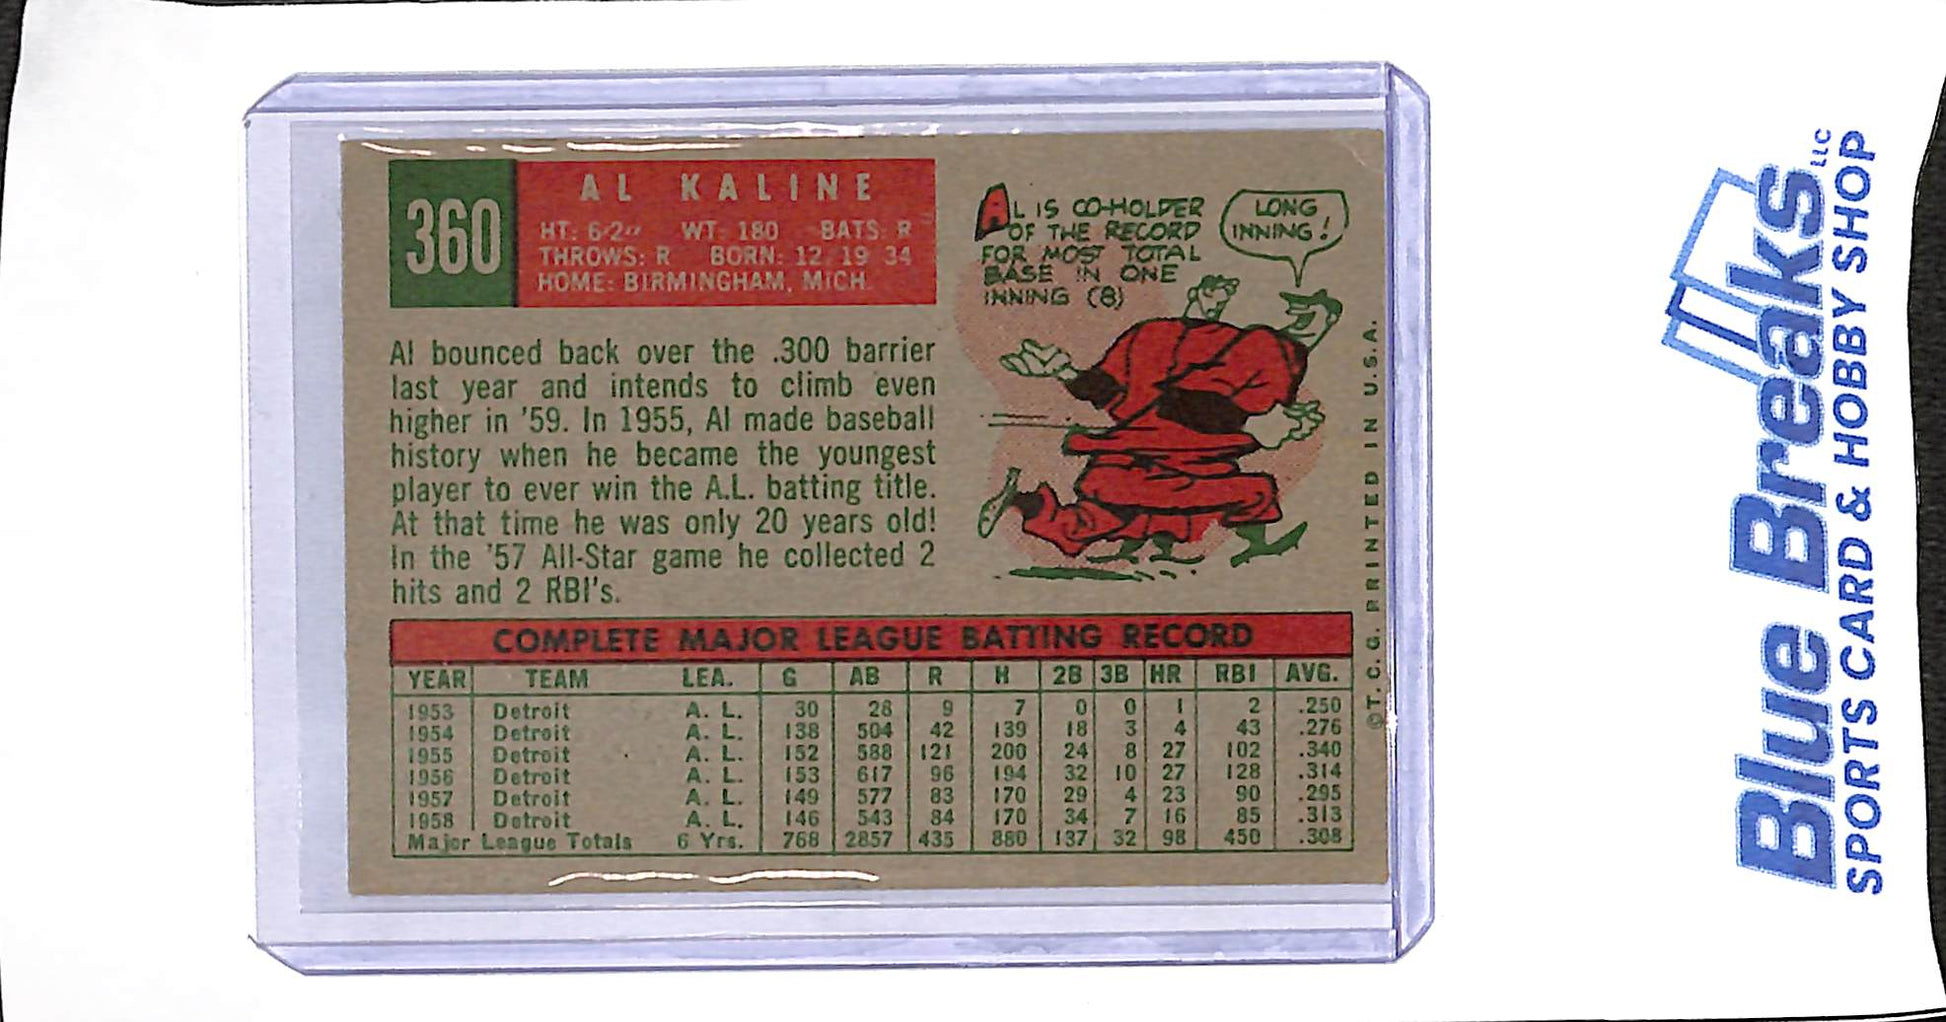 360
AL KALINE
HT: 6'2" WT: 180 BATS: R
THROWS: R BORN: 12/19/34
HOME: BIRMINGHAM, MICH.
AL IS CO-HOLDER
OF THE RECORD
FOR MOST TOTAL
BASE IN ONE
INNING (8)
LONG
INNING!
Al bounced back over the .300 barrier
last year and intends to climb even
higher in '59. In 1955, Al made baseball
history when he became the youngest
player to ever win the A.L. batting title.
At that time he was only 20 years old!
In the '57 All-Star game he collected 2
hits and 2 RBI's.
COMPLETE MAJOR LEAGUE BATTING RECORD
YEAR TEAM LEA. G AB R H 2B 3B HR RBI AVG.
1953 Detroit A. L. 30 28 9 7 0 0 1 2 .250
1954 Detroit A. L. 138 504 42 139 18 3 4 43 .276
1955 Detroit A. L. 152 588 121 200 24 8 27 102 .340
1956 Detroit A. L. 153 617 96 194 32 10 27 128 .314
1957 Detroit A. L. 149 577 83 170 29 4 23 90 .295
1958 Detroit A. L. 146 543 84 170 34 7 16 85 .313
Major League Totals 6 Yrs. 768 2857 435 880 137 32 98 450 .308
©T.C.G. PRINTED IN U.S.A.
Blue Breaks LLC
SPORTS CARD & HOBBY SHOP